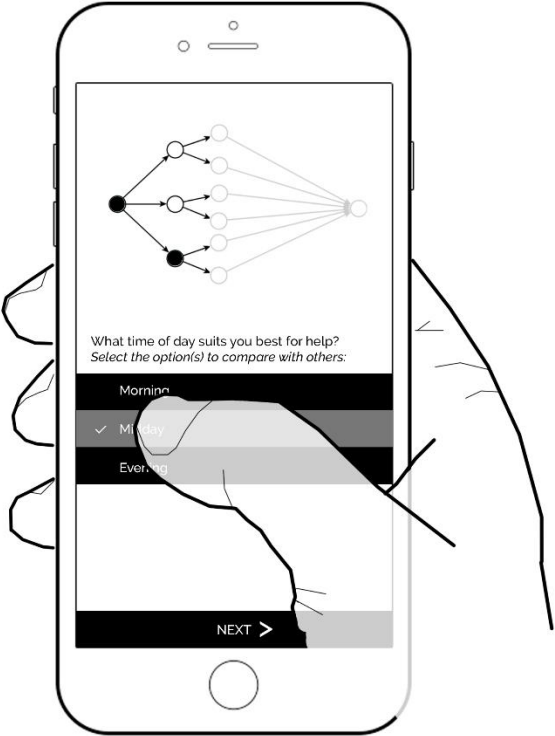 What time of day suits you best for help?
Select the option(s) to compare with others:
Morning
Midday
Evening
NEXT